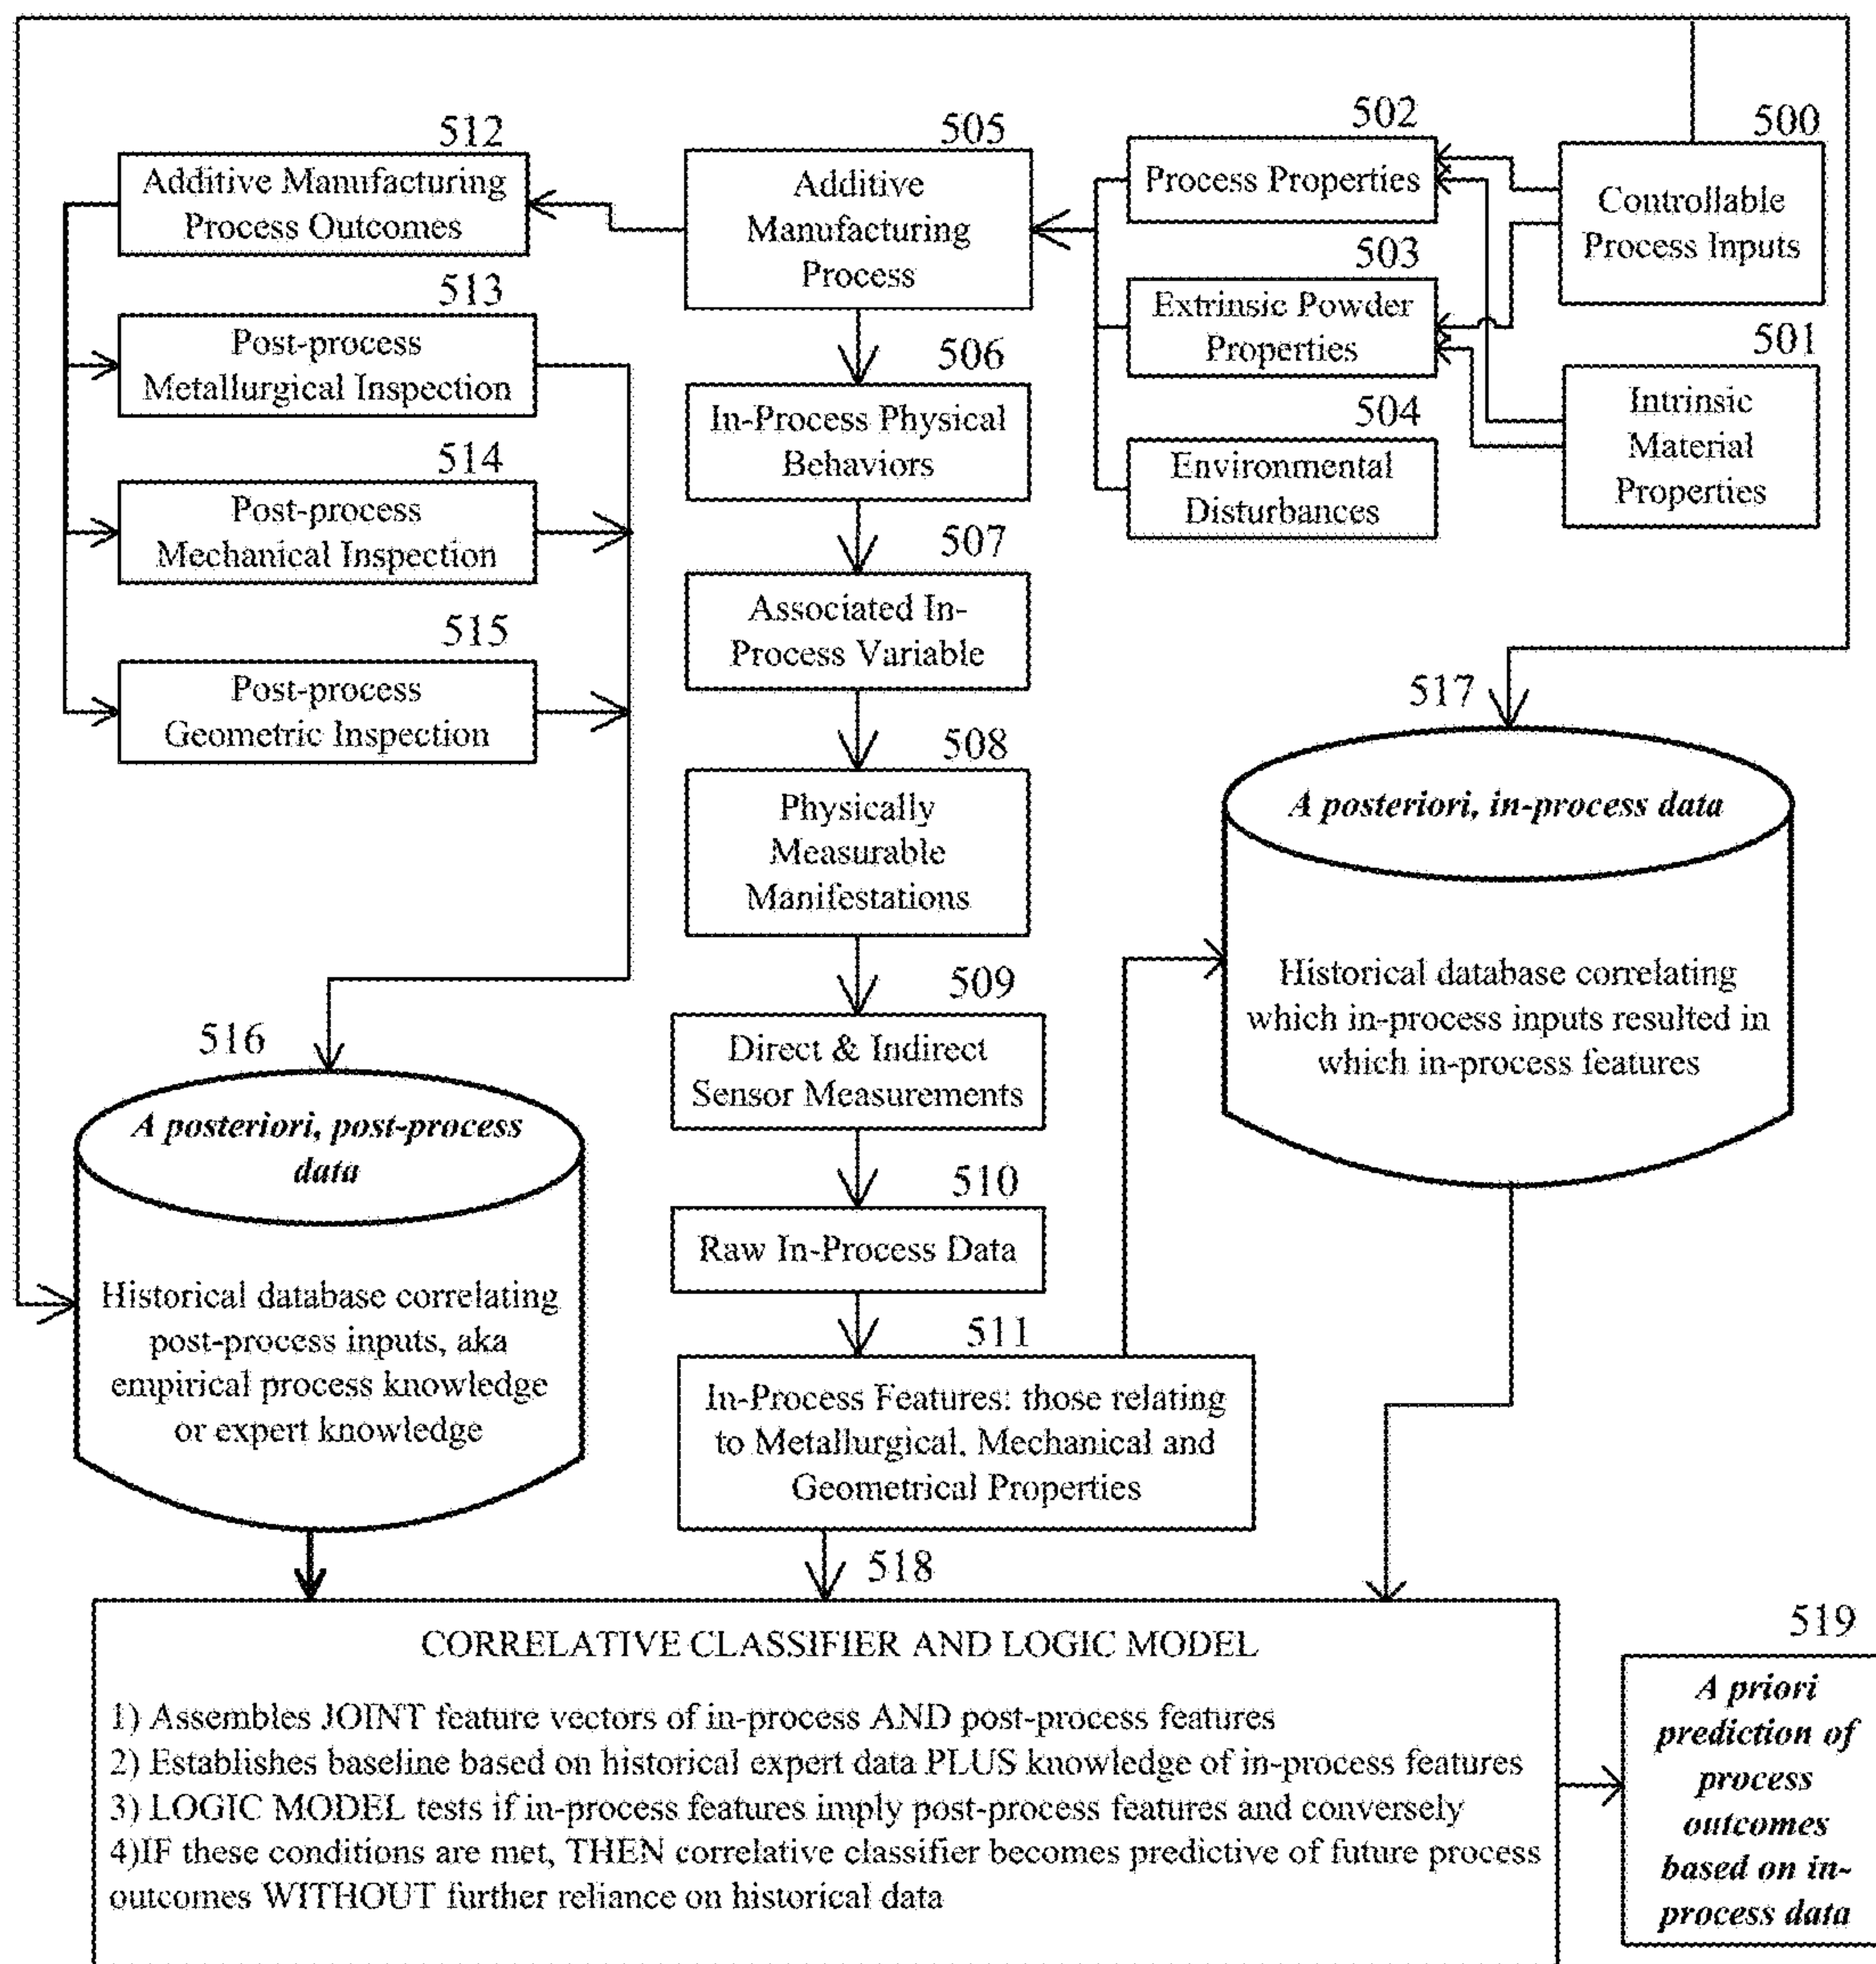 512
Additive Manufacturing
Process Outcomes
513
Post-process
Metallurgical Inspection
514
Post-process
Mechanical Inspection
515
Post-process
Geometric Inspection
505
Additive
Manufacturing
Process
506
In-Process Physical
Behaviors
507
Associated In-
Process Variable
508
Physically
Measurable
Manifestations
509
Direct & Indirect
Sensor Measurements
510
Raw In-Process Data
511
In-Process Features: those relating
to Metallurgical, Mechanical and
Geometrical Properties
502
Process Properties
503
Extrinsic Powder
Properties
504
Environmental
Disturbances
500
Controllable
Process Inputs
501
Intrinsic
Material
Properties
516
A posteriori, post-process
data
Historical database correlating
post-process inputs, aka
empirical process knowledge
or expert knowledge
517
A posteriori, in-process data
Historical database correlating
which in-process inputs resulted in
which in-process features
518
CORRELATIVE CLASSIFIER AND LOGIC MODEL
1) Assembles JOINT feature vectors of in-process AND post-process features
2) Establishes baseline based on historical expert data PLUS knowledge of in-process features
3) LOGIC MODEL tests if in-process features imply post-process features and conversely
4)IF these conditions are met, THEN correlative classifier becomes predictive of future process
outcomes WITHOUT further reliance on historical data
519
A priori
prediction of
process
outcomes
based on in-
process data